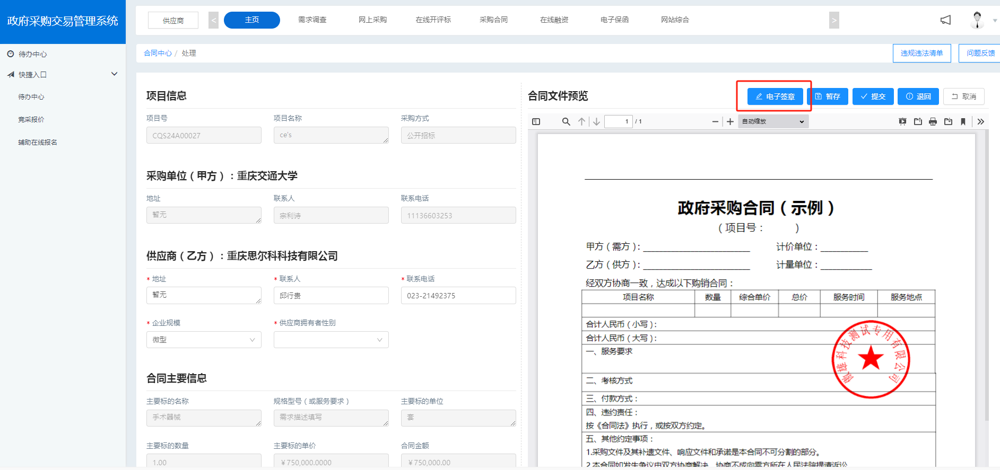 政府采购交易管理系统
供应商
<
主页
需求调查
网上采购
在线开评标
采购合同
在线融资
电子保函
网站综合
>
待办中心
快捷入口
待办中心
竞采报价
辅助在线报名
合同中心 / 处理
违规违法清单
问题反馈
项目信息
项目号
项目名称
采购方式
CQS24A00027
ce's
公开招标
采购单位（甲方）：重庆交通大学
地址
联系人
联系电话
暂无
宗利诗
11136603253
供应商（乙方）：重庆思尔科科技有限公司
* 地址
* 联系人
* 联系电话
暂无
邱行贵
023-21492375
* 企业规模
* 供应商拥有者性别
微型
合同主要信息
主要标的名称
规格型号（或服务要求）
主要标的单位
手术器械
需求描述填写
套
主要标的数量
主要标的单价
合同金额
1.00
￥750,000.0000
￥750,000.00
合同文件预览
电子签章
暂存
提交
退回
取消
1 / 1
自动缩放
政府采购合同（示例）
（项目号： ）
甲方（需方）：
计价单位：
乙方（供方）：
计量单位：
经双方协商一致，达成以下购销合同：
项目名称
数量
综合单价
总价
服务时间
服务地点
合计人民币（小写）：
合计人民币（大写）：
一、服务要求
二、考核方式
三、付款方式：
四、违约责任：
按《合同法》执行，或按双方约定。
五、其他约定事项：
1.采购文件及其补遗文件、响应文件和承诺是本合同不可分割的部分。
2.本合同如发生争议由双方协商解决，协商不成向需方所在人民法院提请诉讼
科技测试专用有限公司